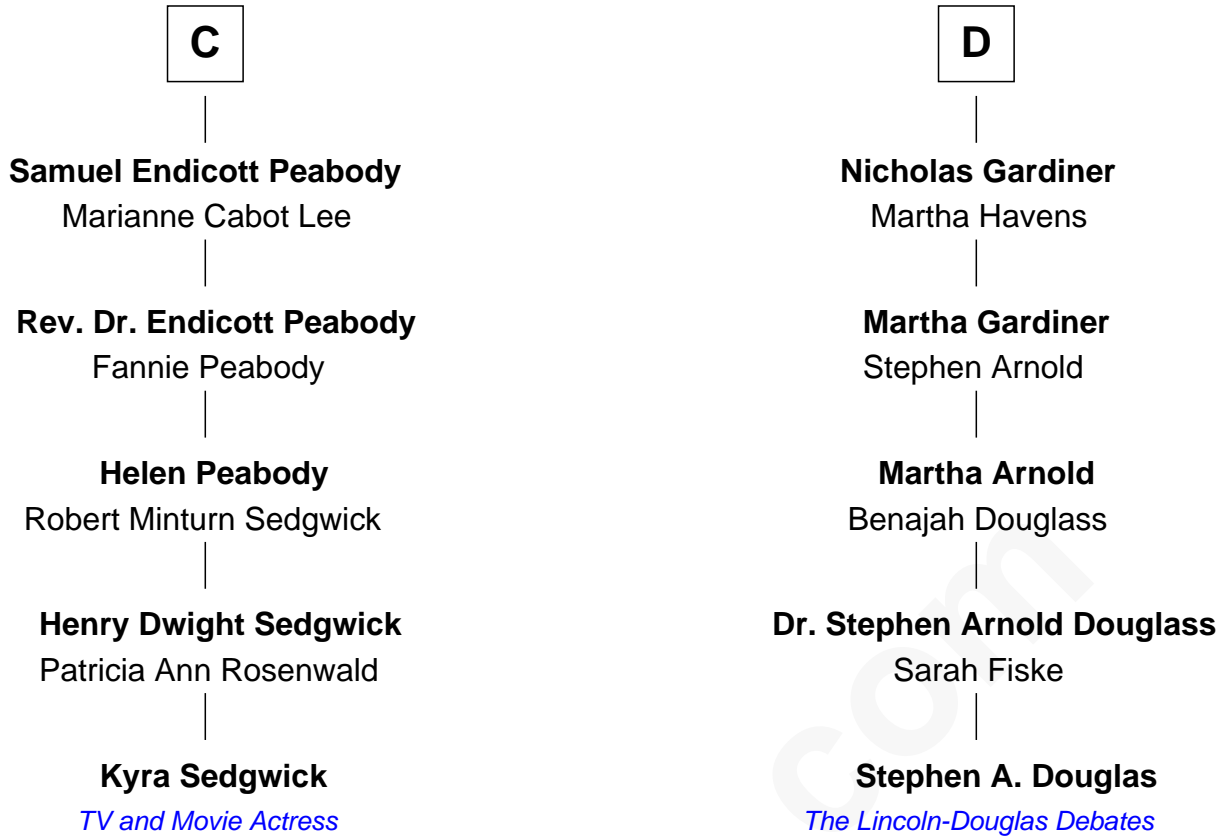 C
Samuel Endicott Peabody
Marianne Cabot Lee
Rev. Dr. Endicott Peabody
Fannie Peabody
Helen Peabody
Robert Minturn Sedgwick
Henry Dwight Sedgwick
Patricia Ann Rosenwald
Kyra Sedgwick
TV and Movie Actress
D
Nicholas Gardiner
Martha Havens
Martha Gardiner
Stephen Arnold
Martha Arnold
Benajah Douglass
Dr. Stephen Arnold Douglass
Sarah Fiske
Stephen A. Douglas
The Lincoln-Douglas Debates
com